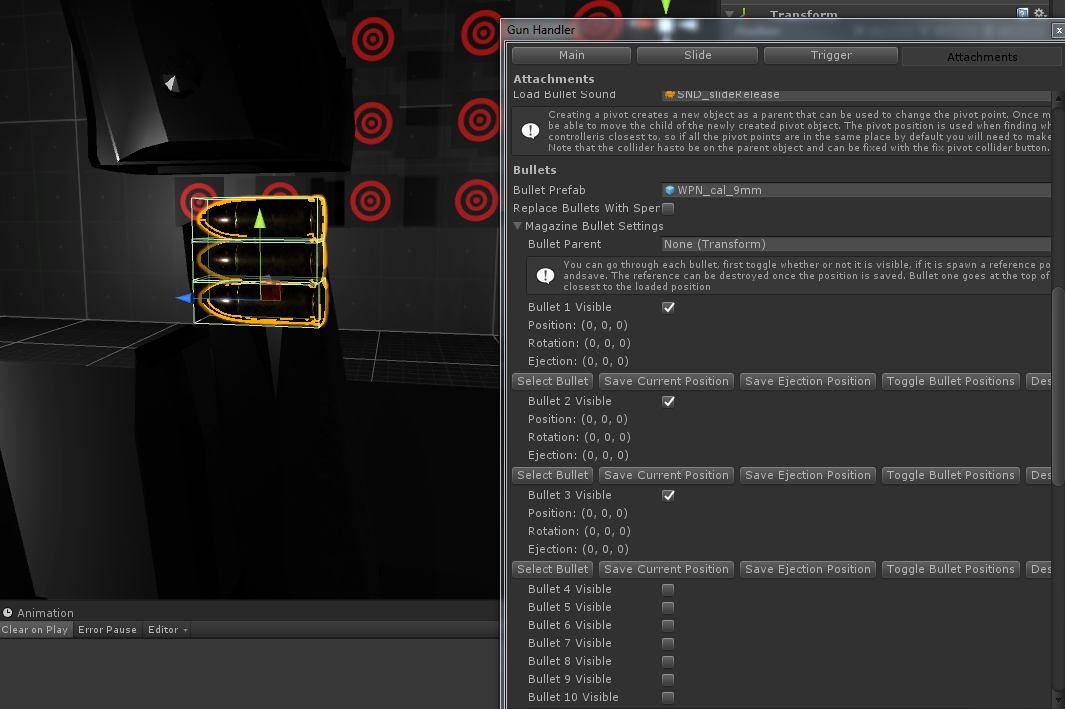 Transform
Gun Handler
Main
Slide
Trigger
Attachments
Attachments
Load Bullet Sound
SND_slideRelease
Creating a pivot creates a new object as a parent that can be used to change the pivot point. Once m
be able to move the child of the newly created pivot object. The pivot position is used when finding wh
controlleris closest to, so if all the pivot points are in the same place by default you will need to make
Note that the collider hasto be on the parent object and can be fixed with the fix pivot collider button.
Bullets
Bullet Prefab
WPN_cal_9mm
Replace Bullets With Sper
Magazine Bullet Settings
Bullet Parent
None (Transform)
You can go through each bullet, first toggle whether or not it is visible, if it is spawn a reference po
andsave. The reference can be destroyed once the position is saved. Bullet one goes at the top of
closest to the loaded position
Bullet 1 Visible
Position: (0, 0, 0)
Rotation: (0, 0, 0)
Ejection: (0, 0, 0)
Select Bullet
Save Current Position
Save Ejection Position
Toggle Bullet Positions
Des
Bullet 2 Visible
Position: (0, 0, 0)
Rotation: (0, 0, 0)
Ejection: (0, 0, 0)
Select Bullet
Save Current Position
Save Ejection Position
Toggle Bullet Positions
Des
Bullet 3 Visible
Position: (0, 0, 0)
Rotation: (0, 0, 0)
Ejection: (0, 0, 0)
Select Bullet
Save Current Position
Save Ejection Position
Toggle Bullet Positions
Des
Bullet 4 Visible
Bullet 5 Visible
Bullet 6 Visible
Bullet 7 Visible
Bullet 8 Visible
Bullet 9 Visible
Bullet 10 Visible
Animation
Clear on Play
Error Pause
Editor